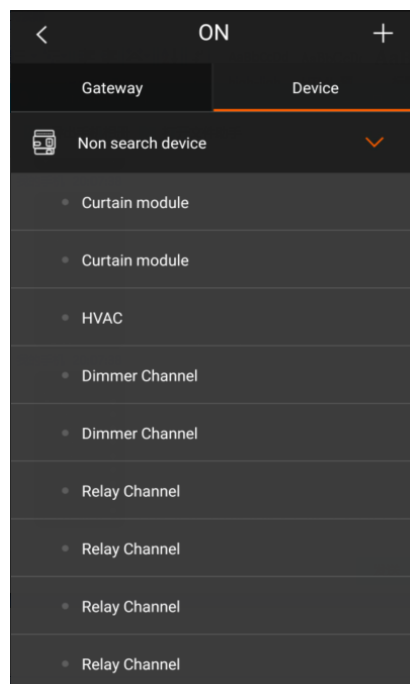 ON
Gateway Device
Non search device
Curtain module
Curtain module
HVAC
Dimmer Channel
Dimmer Channel
Relay Channel
Relay Channel
Relay Channel
Relay Channel